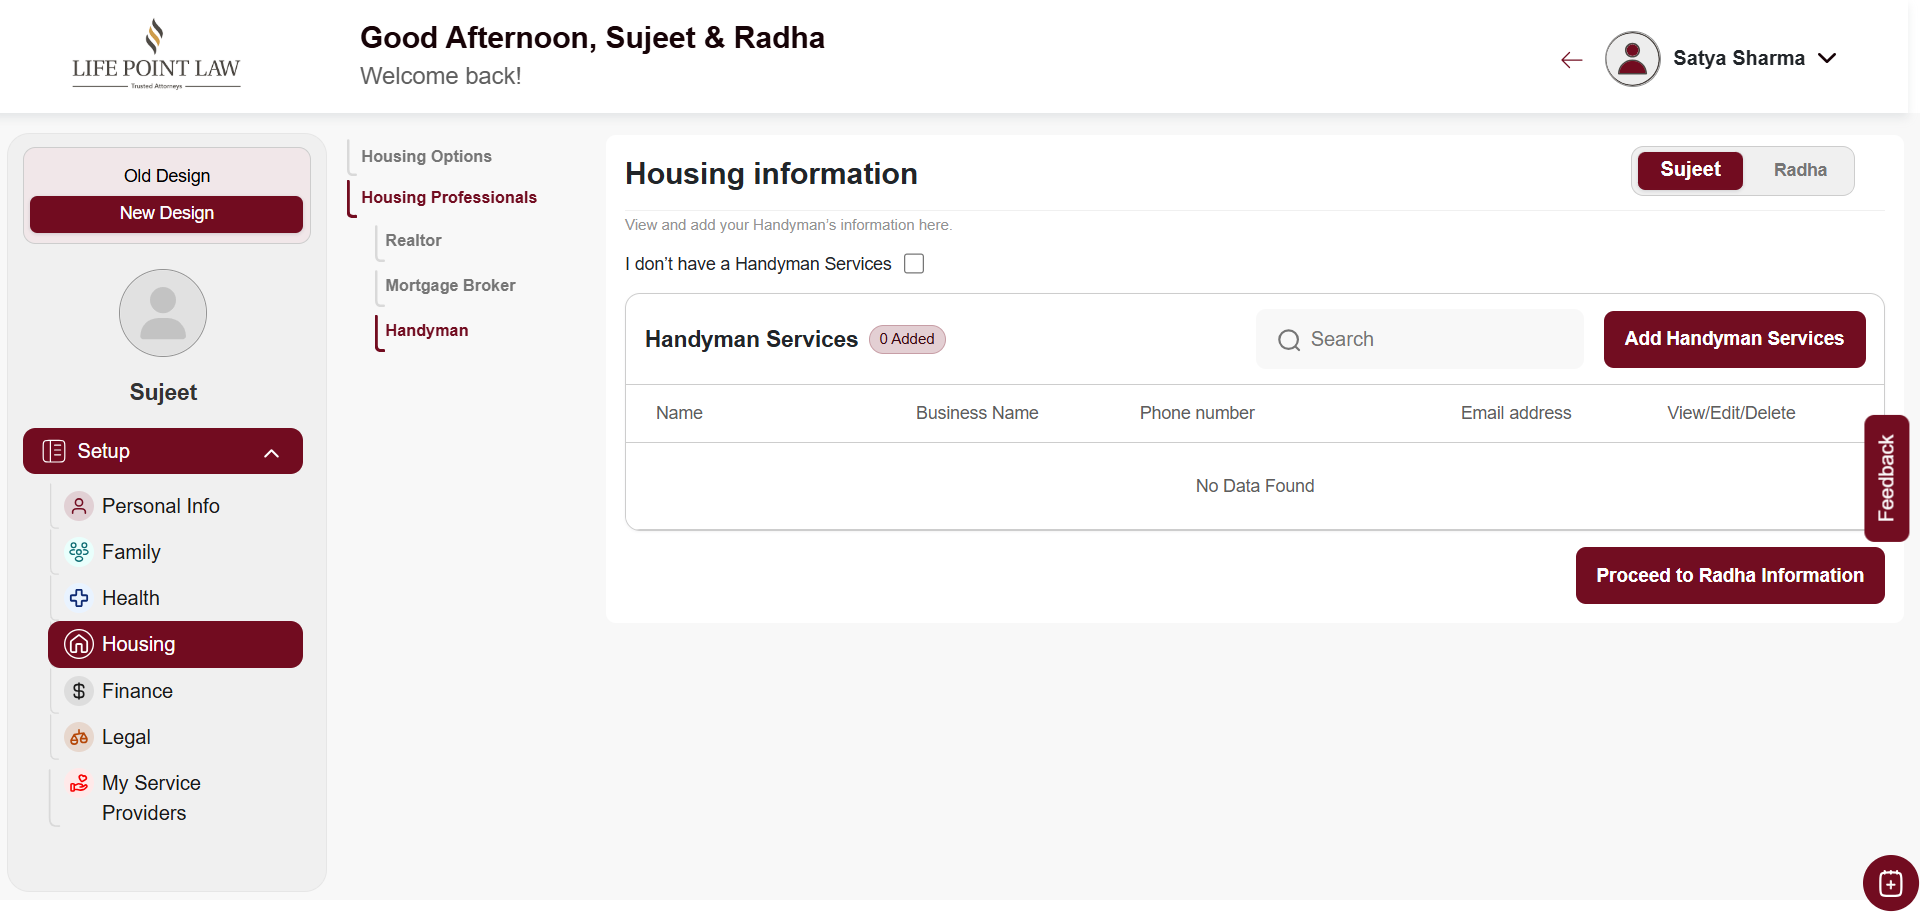 LIFE POINT LAW
Trusted Attorneys
Good Afternoon, Sujeet & Radha
Welcome back!
Satya Sharma
Old Design
New Design
Sujeet
Setup
Personal Info
Family
Health
Housing
Finance
Legal
My Service
Providers
Housing Options
Housing Professionals
Realtor
Mortgage Broker
Handyman
Housing information
Sujeet
Radha
View and add your Handyman's information here.
I don't have a Handyman Services
Handyman Services
0 Added
Search
Add Handyman Services
Name
Business Name
Phone number
Email address
View/Edit/Delete
No Data Found
Feedback
Proceed to Radha Information